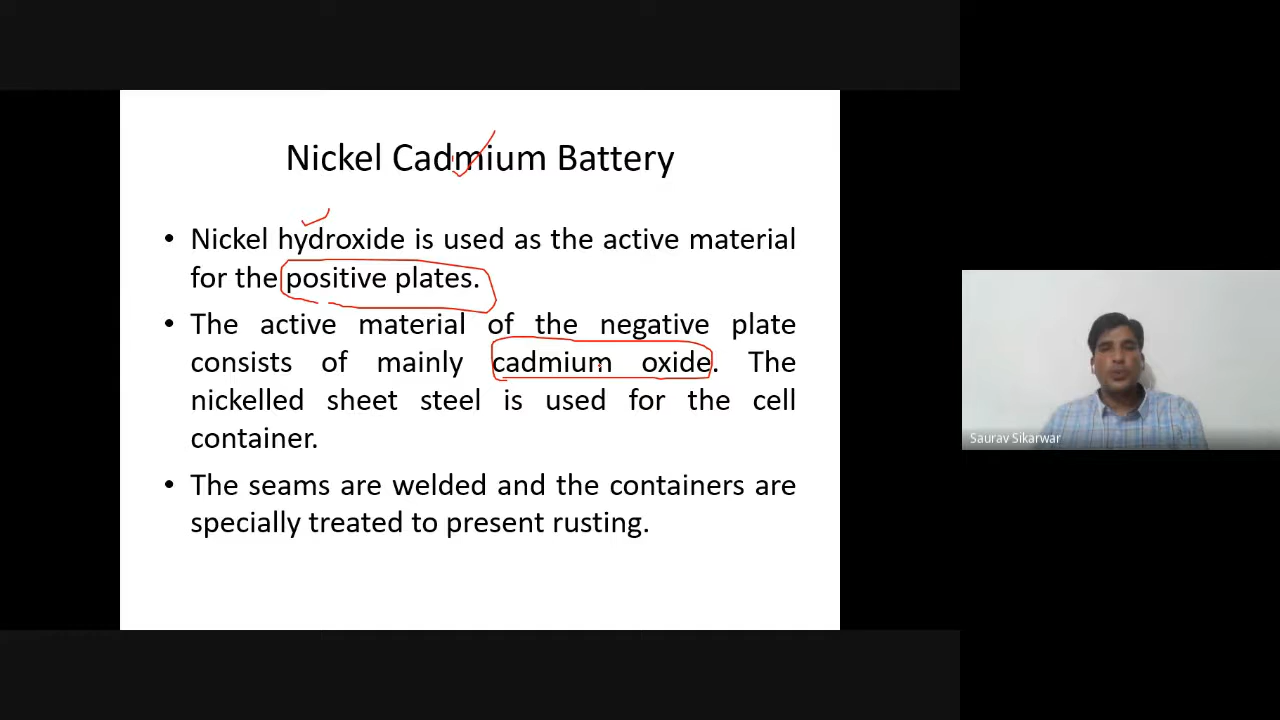 Nickel Cadmium Battery
• Nickel hydroxide is used as the active material
for the positive plates.
• The active material of the negative plate
consists of mainly cadmium oxide. The
nickelled sheet steel is used for the cell
container.
• The seams are welded and the containers are
specially treated to present rusting.
Saurav Sikarwar